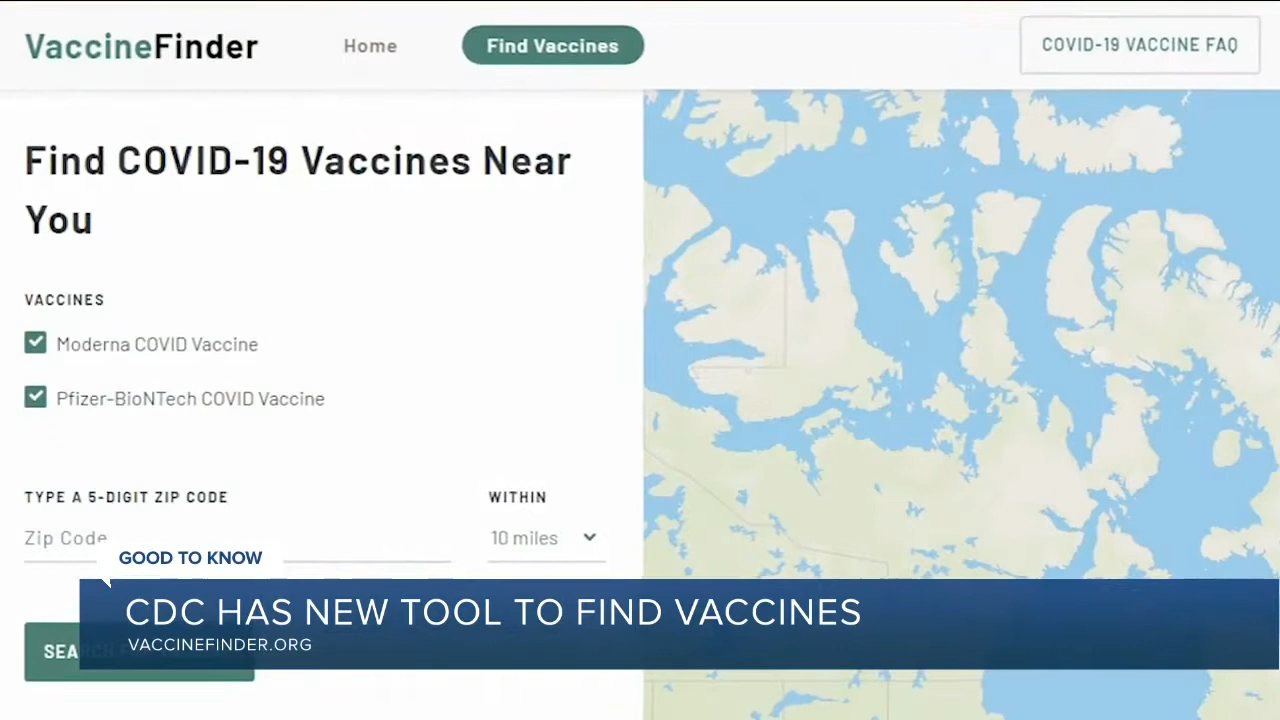 VaccineFinder
Home
Find Vaccines
COVID-19 VACCINE FAQ
Find COVID-19 Vaccines Near
You
VACCINES
Moderna COVID Vaccine
Pfizer-BioNTech COVID Vaccine
TYPE A 5-DIGIT ZIP CODE
WITHIN
Zip Code
10 miles
GOOD TO KNOW
CDC HAS NEW TOOL TO FIND VACCINES
VACCINEFINDER.ORG